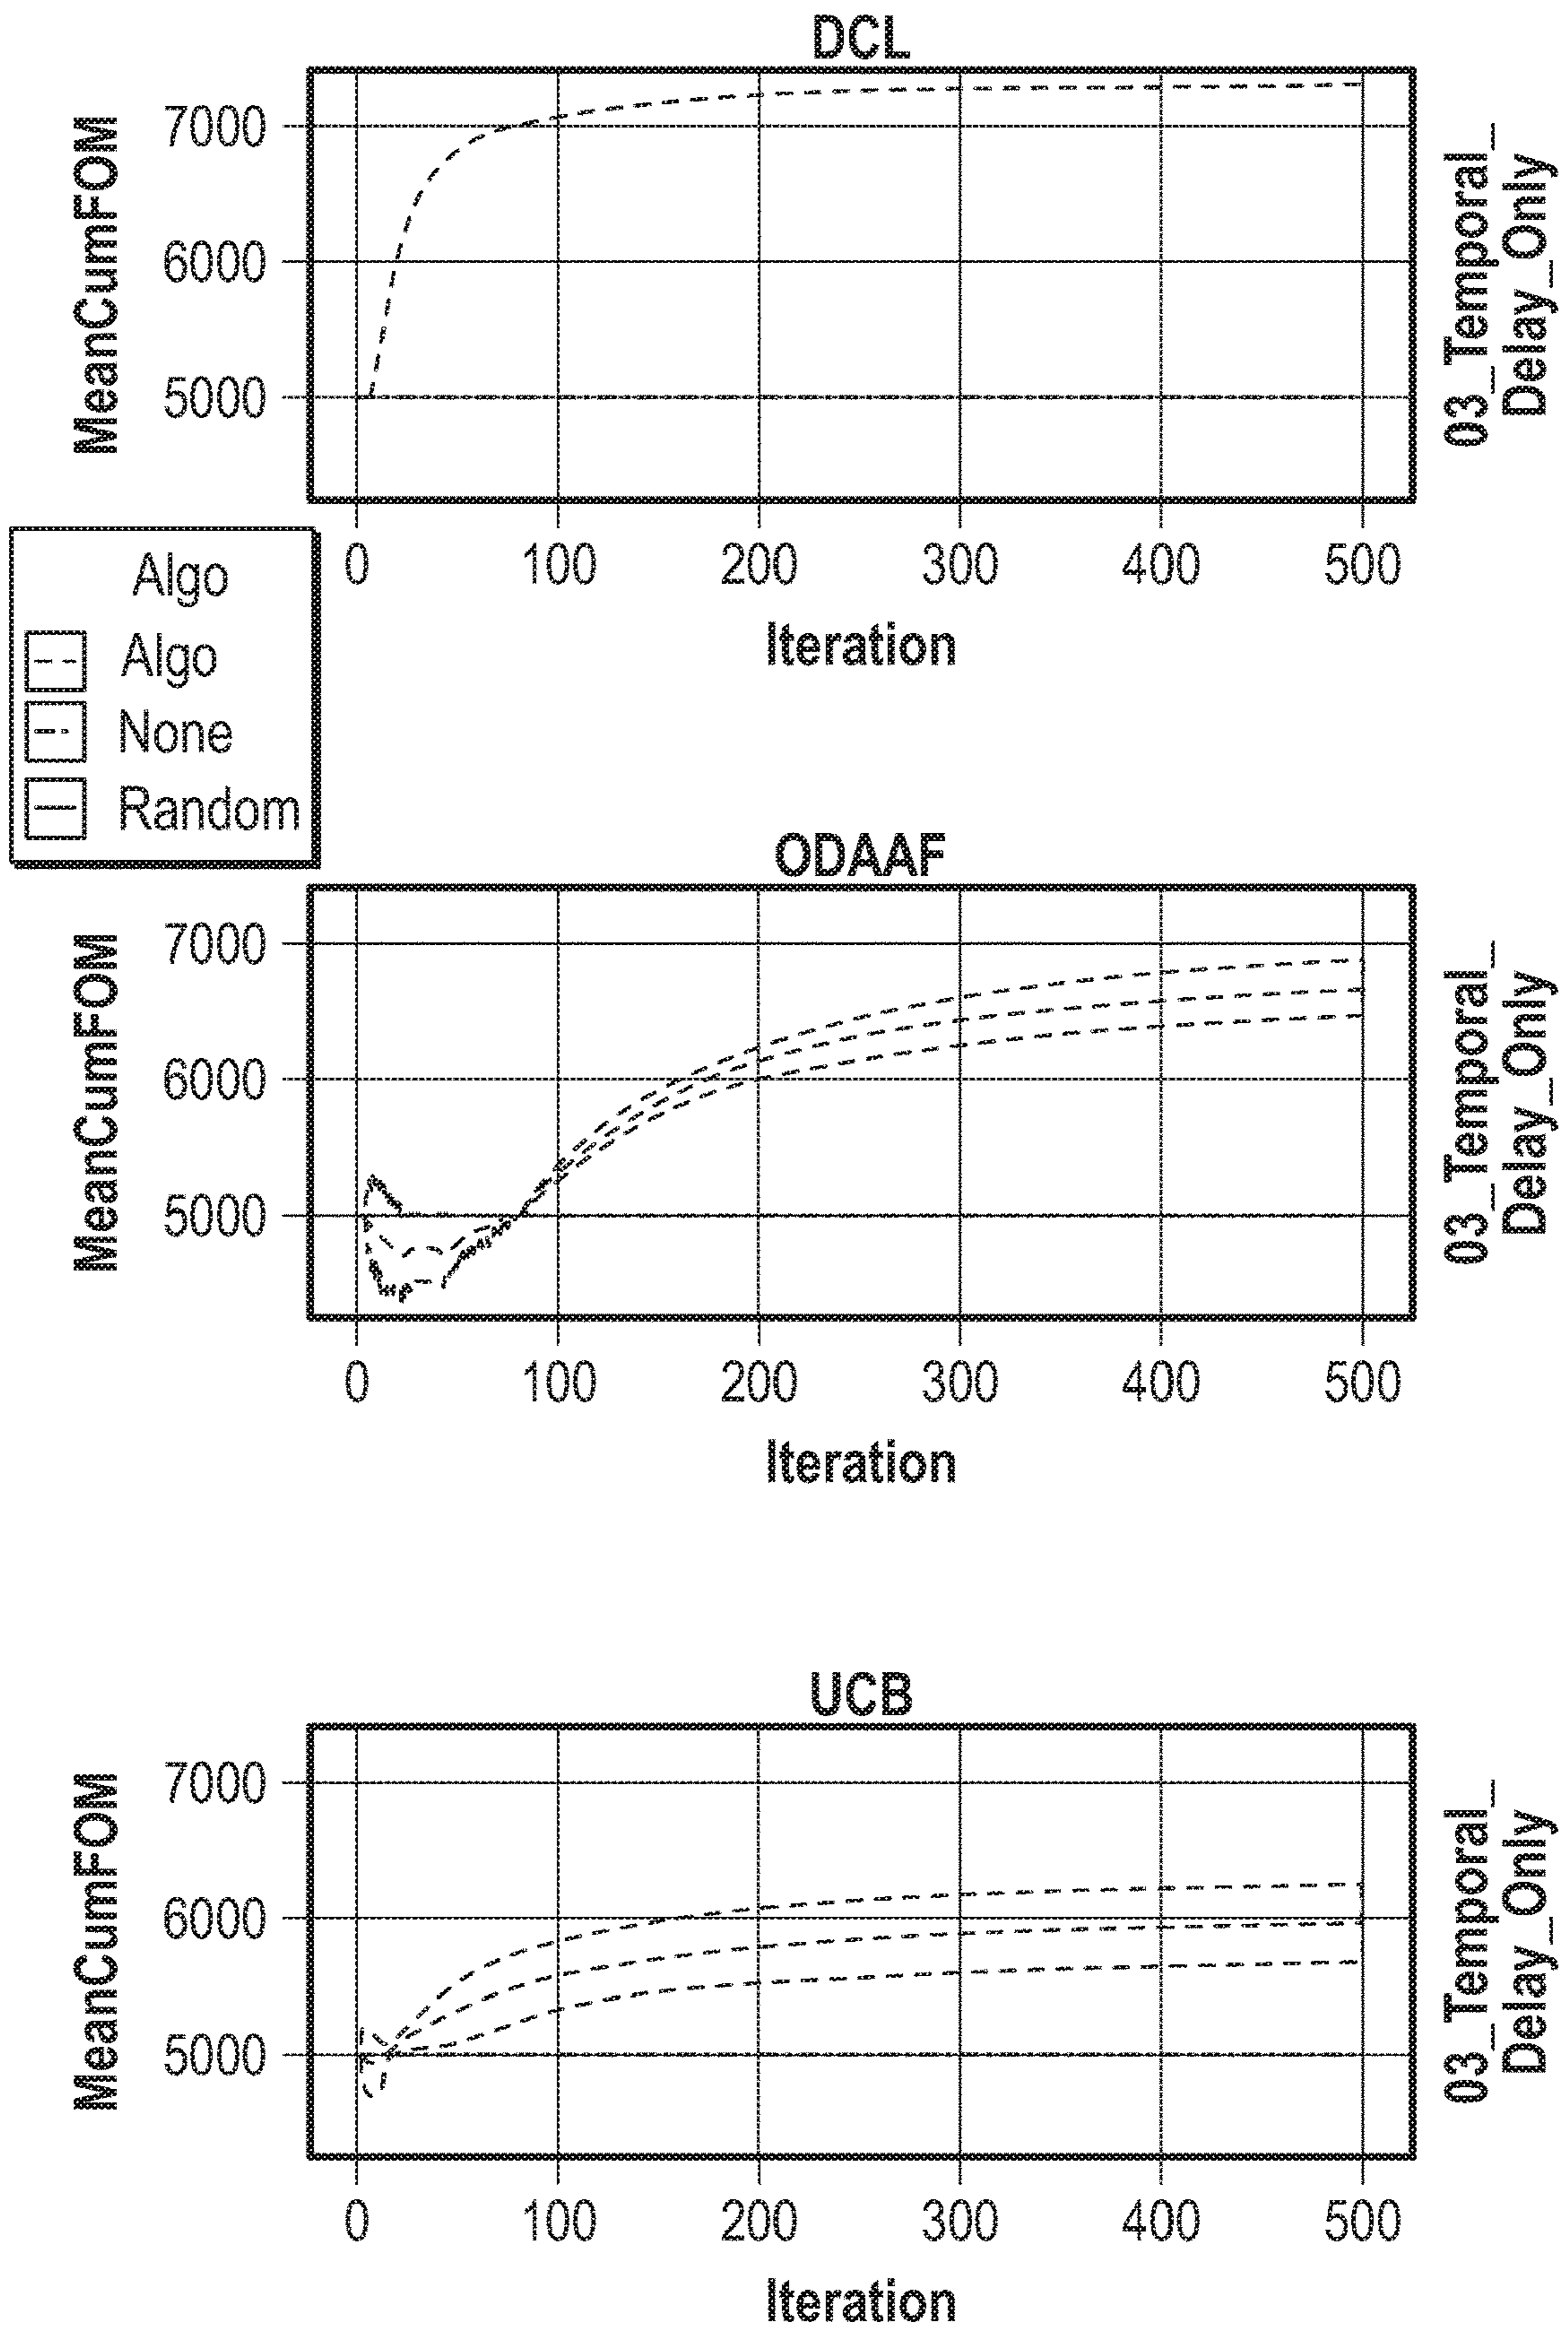 DCL
MeanCumFOM
7000
6000
5000
03_Temporal_
Delay_Only
0 100 200 300 400 500
Iteration
Algo
Algo
None
Random
ODAAF
MeanCumFOM
7000
6000
5000
03_Temporal_
Delay_Only
0 100 200 300 400 500
Iteration
UCB
MeanCumFOM
7000
6000
5000
03_Temporal_
Delay_Only
0 100 200 300 400 500
Iteration